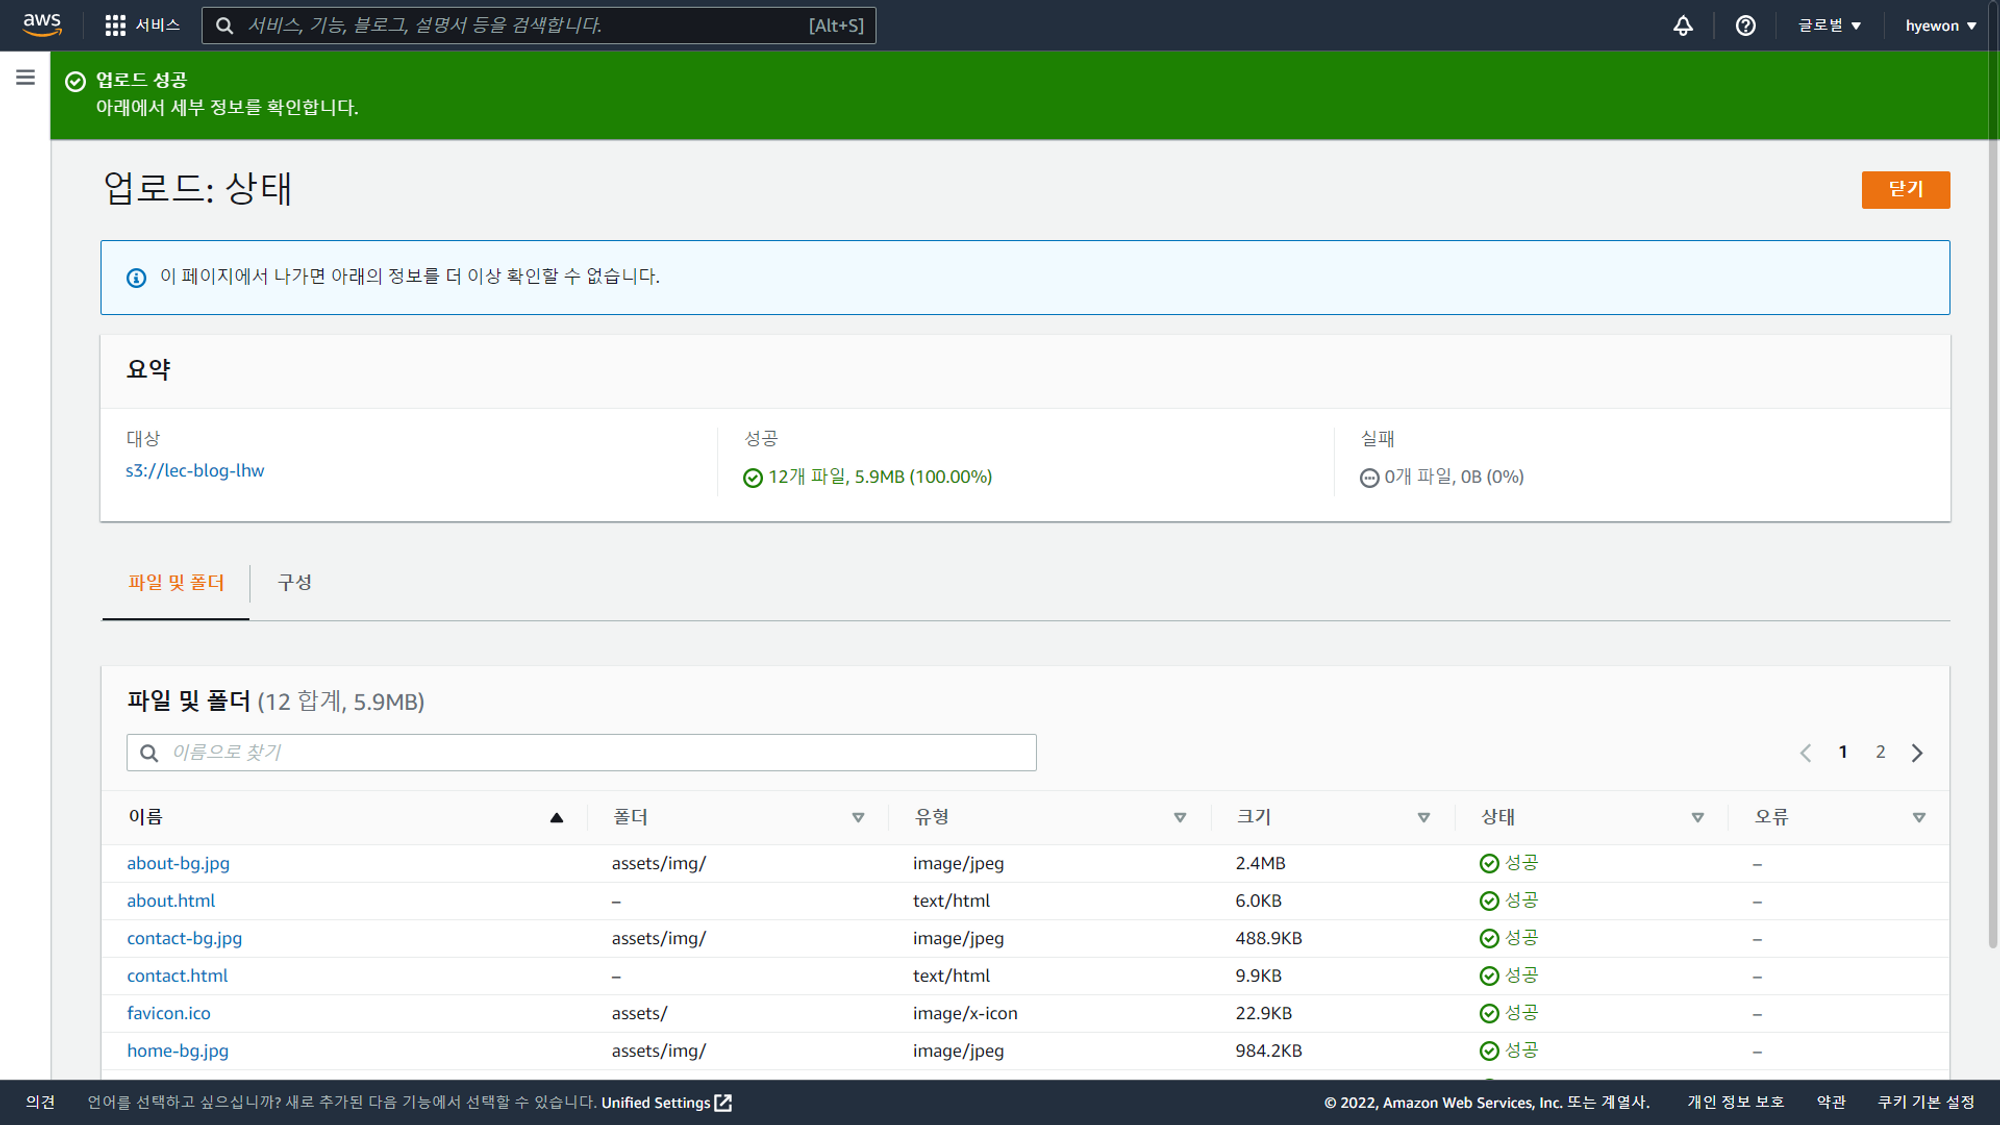 aws
서비스
서비스, 기능, 블로그, 설명서 등을 검색합니다.
[Alt+S]
글로벌
hyewon
업로드 성공
아래에서 세부 정보를 확인합니다.
업로드: 상태
닫기
이 페이지에서 나가면 아래의 정보를 더 이상 확인할 수 없습니다.
요약
대상
s3://lec-blog-lhw
성공
12개 파일, 5.9MB (100.00%)
실패
0개 파일, 0B (0%)
파일 및 폴더
구성
파일 및 폴더 (12 합계, 5.9MB)
이름으로 찾기
1 2
이름 폴더 유형 크기 상태 오류
about-bg.jpg assets/img/ image/jpeg 2.4MB 성공 –
about.html – text/html 6.0KB 성공 –
contact-bg.jpg assets/img/ image/jpeg 488.9KB 성공 –
contact.html – text/html 9.9KB 성공 –
favicon.ico assets/ image/x-icon 22.9KB 성공 –
home-bg.jpg assets/img/ image/jpeg 984.2KB 성공 –
의견
언어를 선택하고 싶으십니까? 새로 추가된 다음 기능에서 선택할 수 있습니다. Unified Settings
© 2022, Amazon Web Services, Inc. 또는 계열사.
개인 정보 보호
약관
쿠키 기본 설정